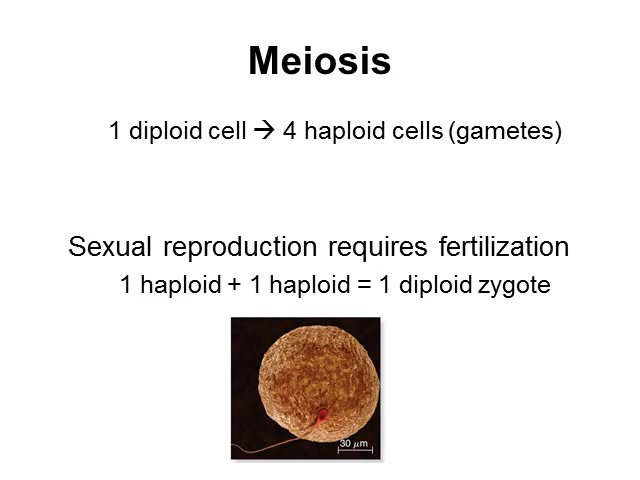 Meiosis
1 diploid cell → 4 haploid cells (gametes)
Sexual reproduction requires fertilization
1 haploid + 1 haploid = 1 diploid zygote
30 μm